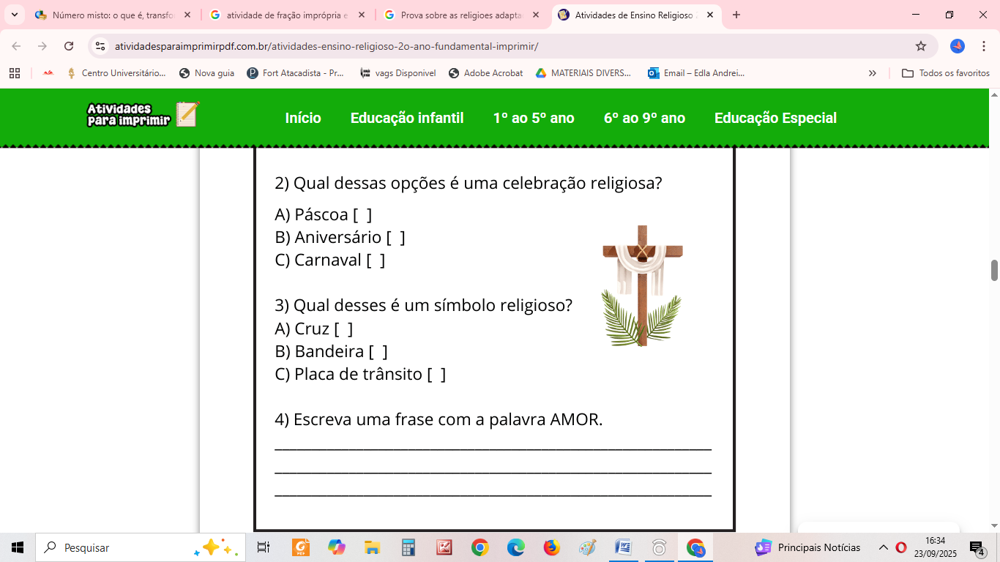 Número misto: o que é, transfo
atividade de fração imprópria e
Prova sobre as religioes adapta
Atividades de Ensino Religioso
atividadesparaimprimirpdf.com.br/atividades-ensino-religioso-2o-ano-fundamental-imprimir/
Centro Universitário...
Nova guia
Fort Atacadista - Pr...
vags Disponivel
Adobe Acrobat
MATERIAIS DIVERS...
Email – Edla Andrei...
Todos os favoritos
Atividades
para imprimir
Início
Educação infantil
1º ao 5º ano
6º ao 9º ano
Educação Especial
2) Qual dessas opções é uma celebração religiosa?
A) Páscoa [ ]
B) Aniversário [ ]
C) Carnaval [ ]
3) Qual desses é um símbolo religioso?
A) Cruz [ ]
B) Bandeira [ ]
C) Placa de trânsito [ ]
4) Escreva uma frase com a palavra AMOR.
Pesquisar
PDF
Principais Notícias
16:34
23/09/2025
4